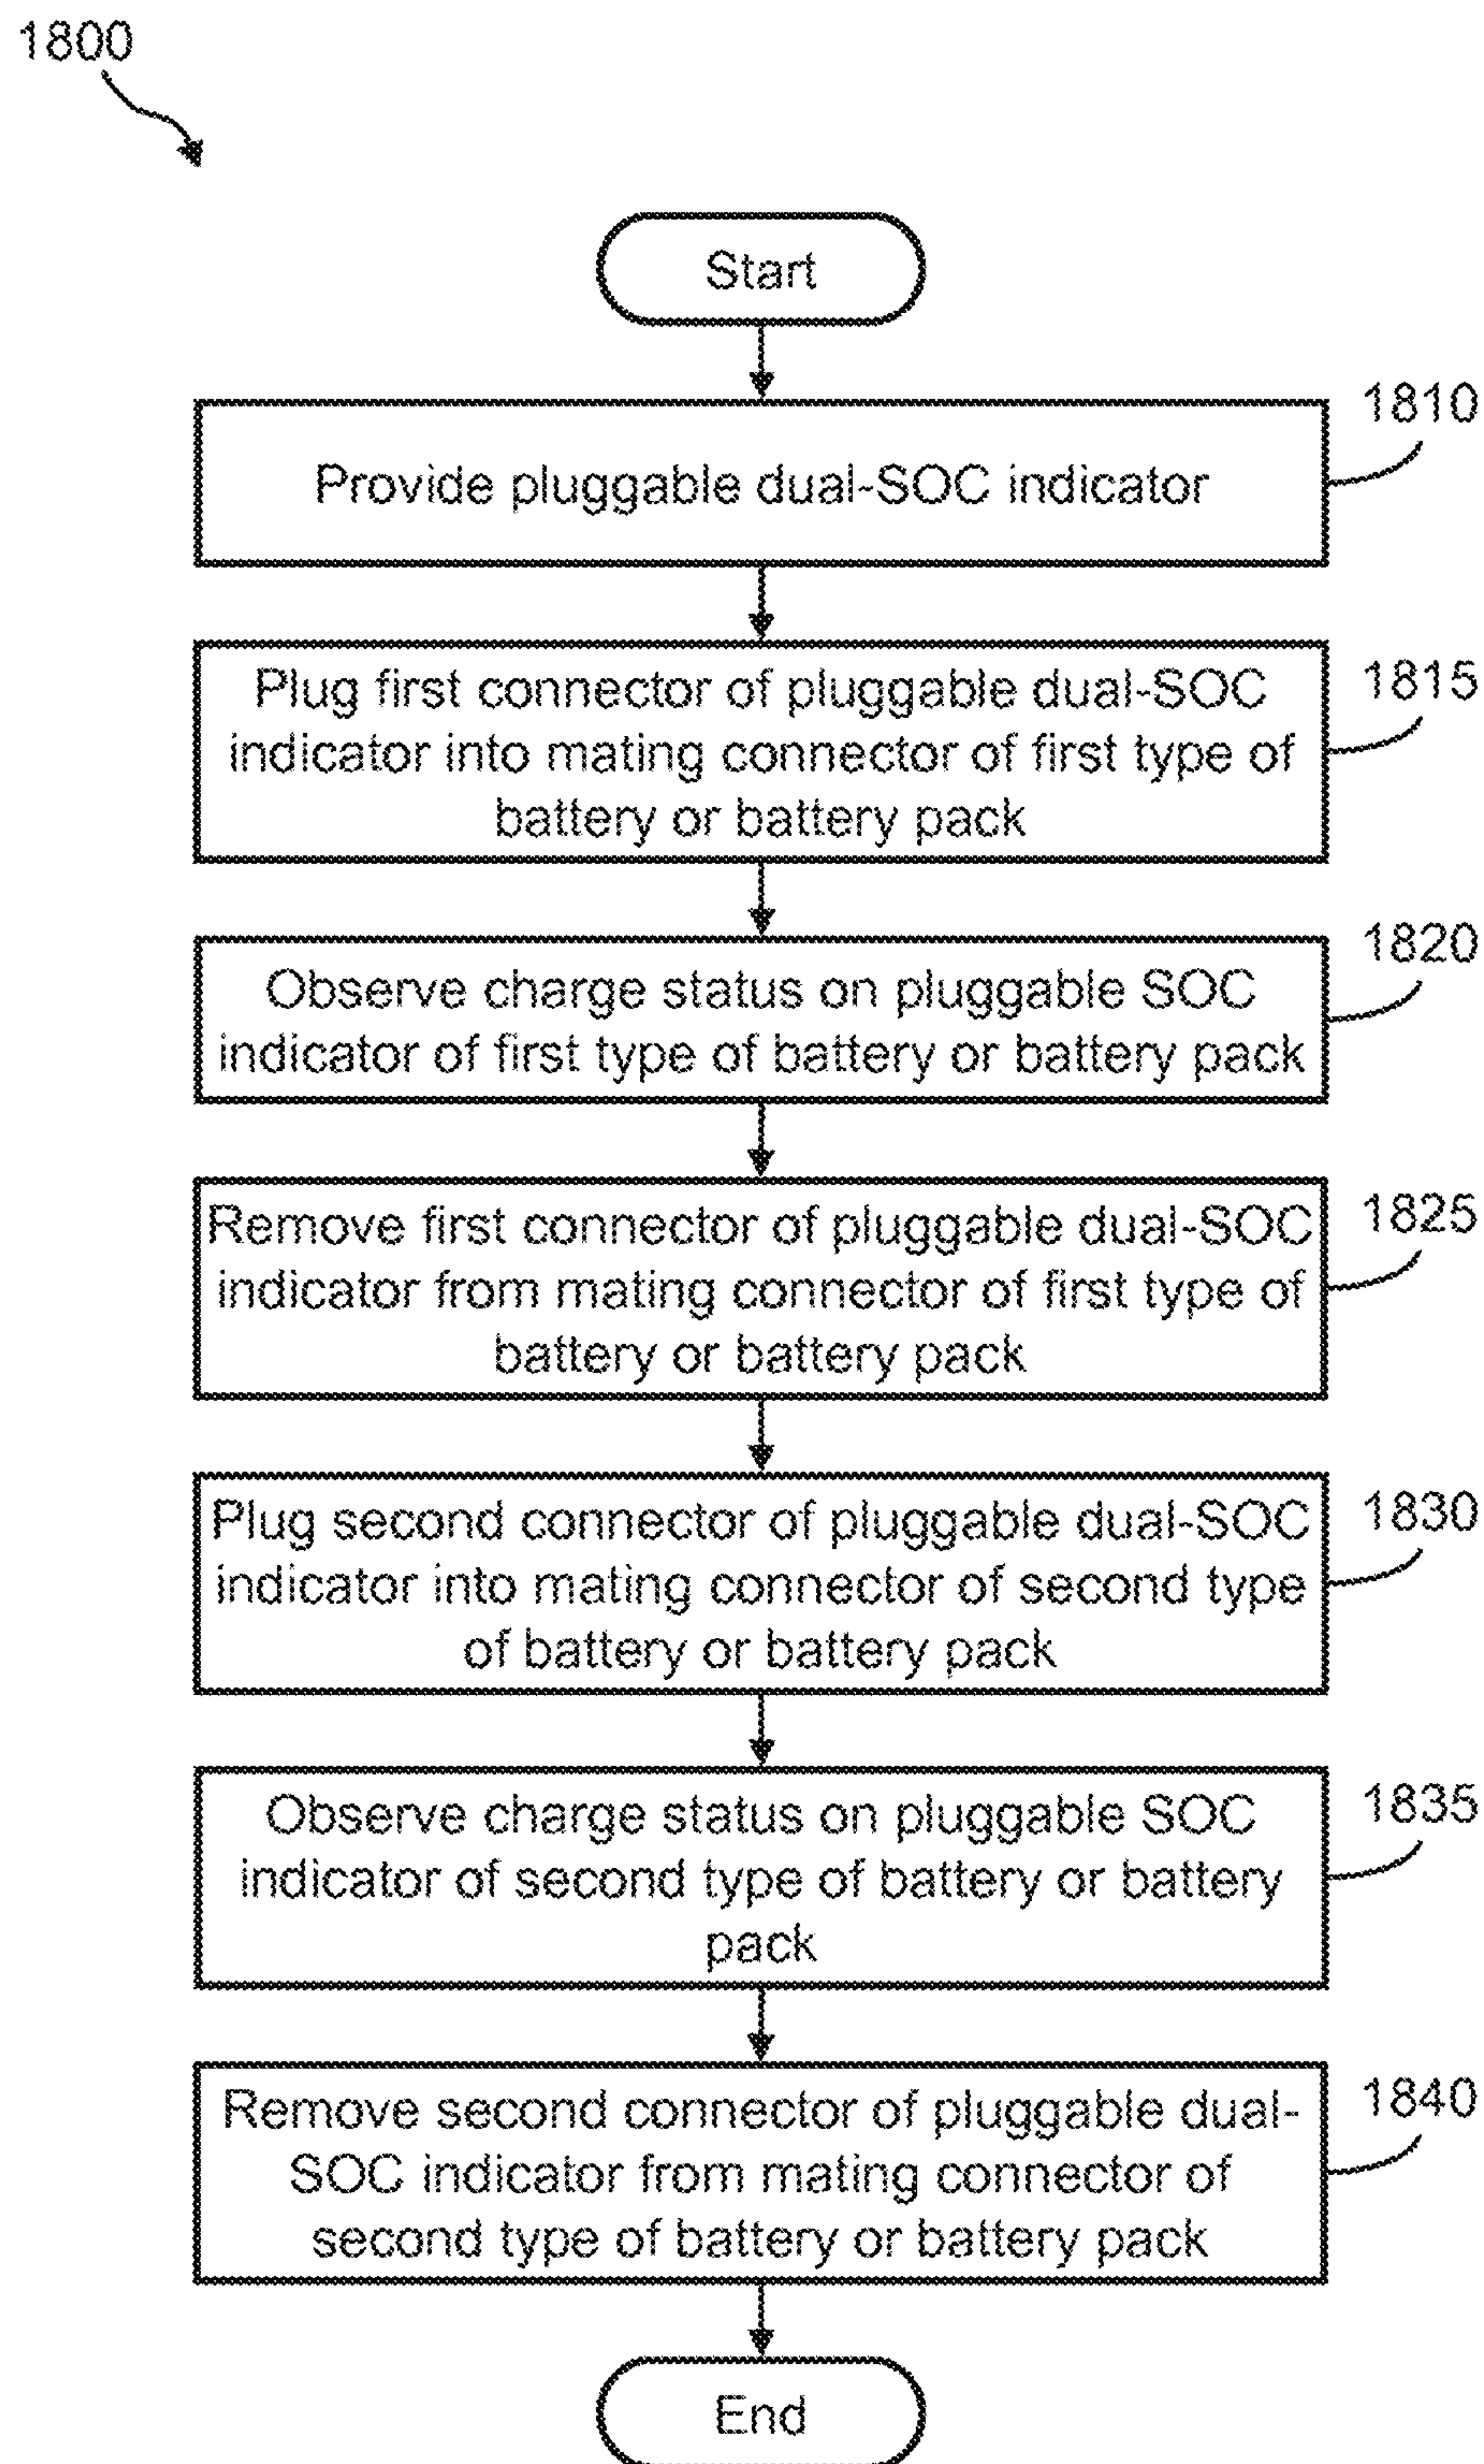 1800
Start
1810
Provide pluggable dual-SOC indicator
1815
Plug first connector of pluggable dual-SOC
indicator into mating connector of first type of
battery or battery pack
1820
Observe charge status on pluggable SOC
indicator of first type of battery or battery pack
1825
Remove first connector of pluggable dual-SOC
indicator from mating connector of first type of
battery or battery pack
1830
Plug second connector of pluggable dual-SOC
indicator into mating connector of second type
of battery or battery pack
1835
Observe charge status on pluggable SOC
indicator of second type of battery or battery
pack
1840
Remove second connector of pluggable dual-
SOC indicator from mating connector of
second type of battery or battery pack
End